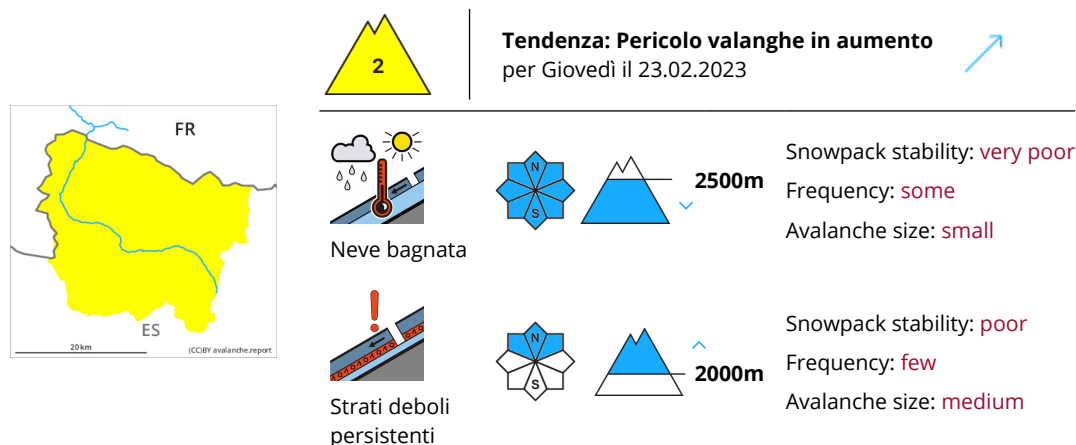 2
Tendenza: Pericolo valanghe in aumento
per Giovedì il 23.02.2023
FR
ES
20 km
(CC)BY avalanche.report
N
S
2500m
Neve bagnata
Snowpack stability: very poor
Frequency: some
Avalanche size: small
N
S
2000m
Strati deboli
persistenti
Snowpack stability: poor
Frequency: few
Avalanche size: medium